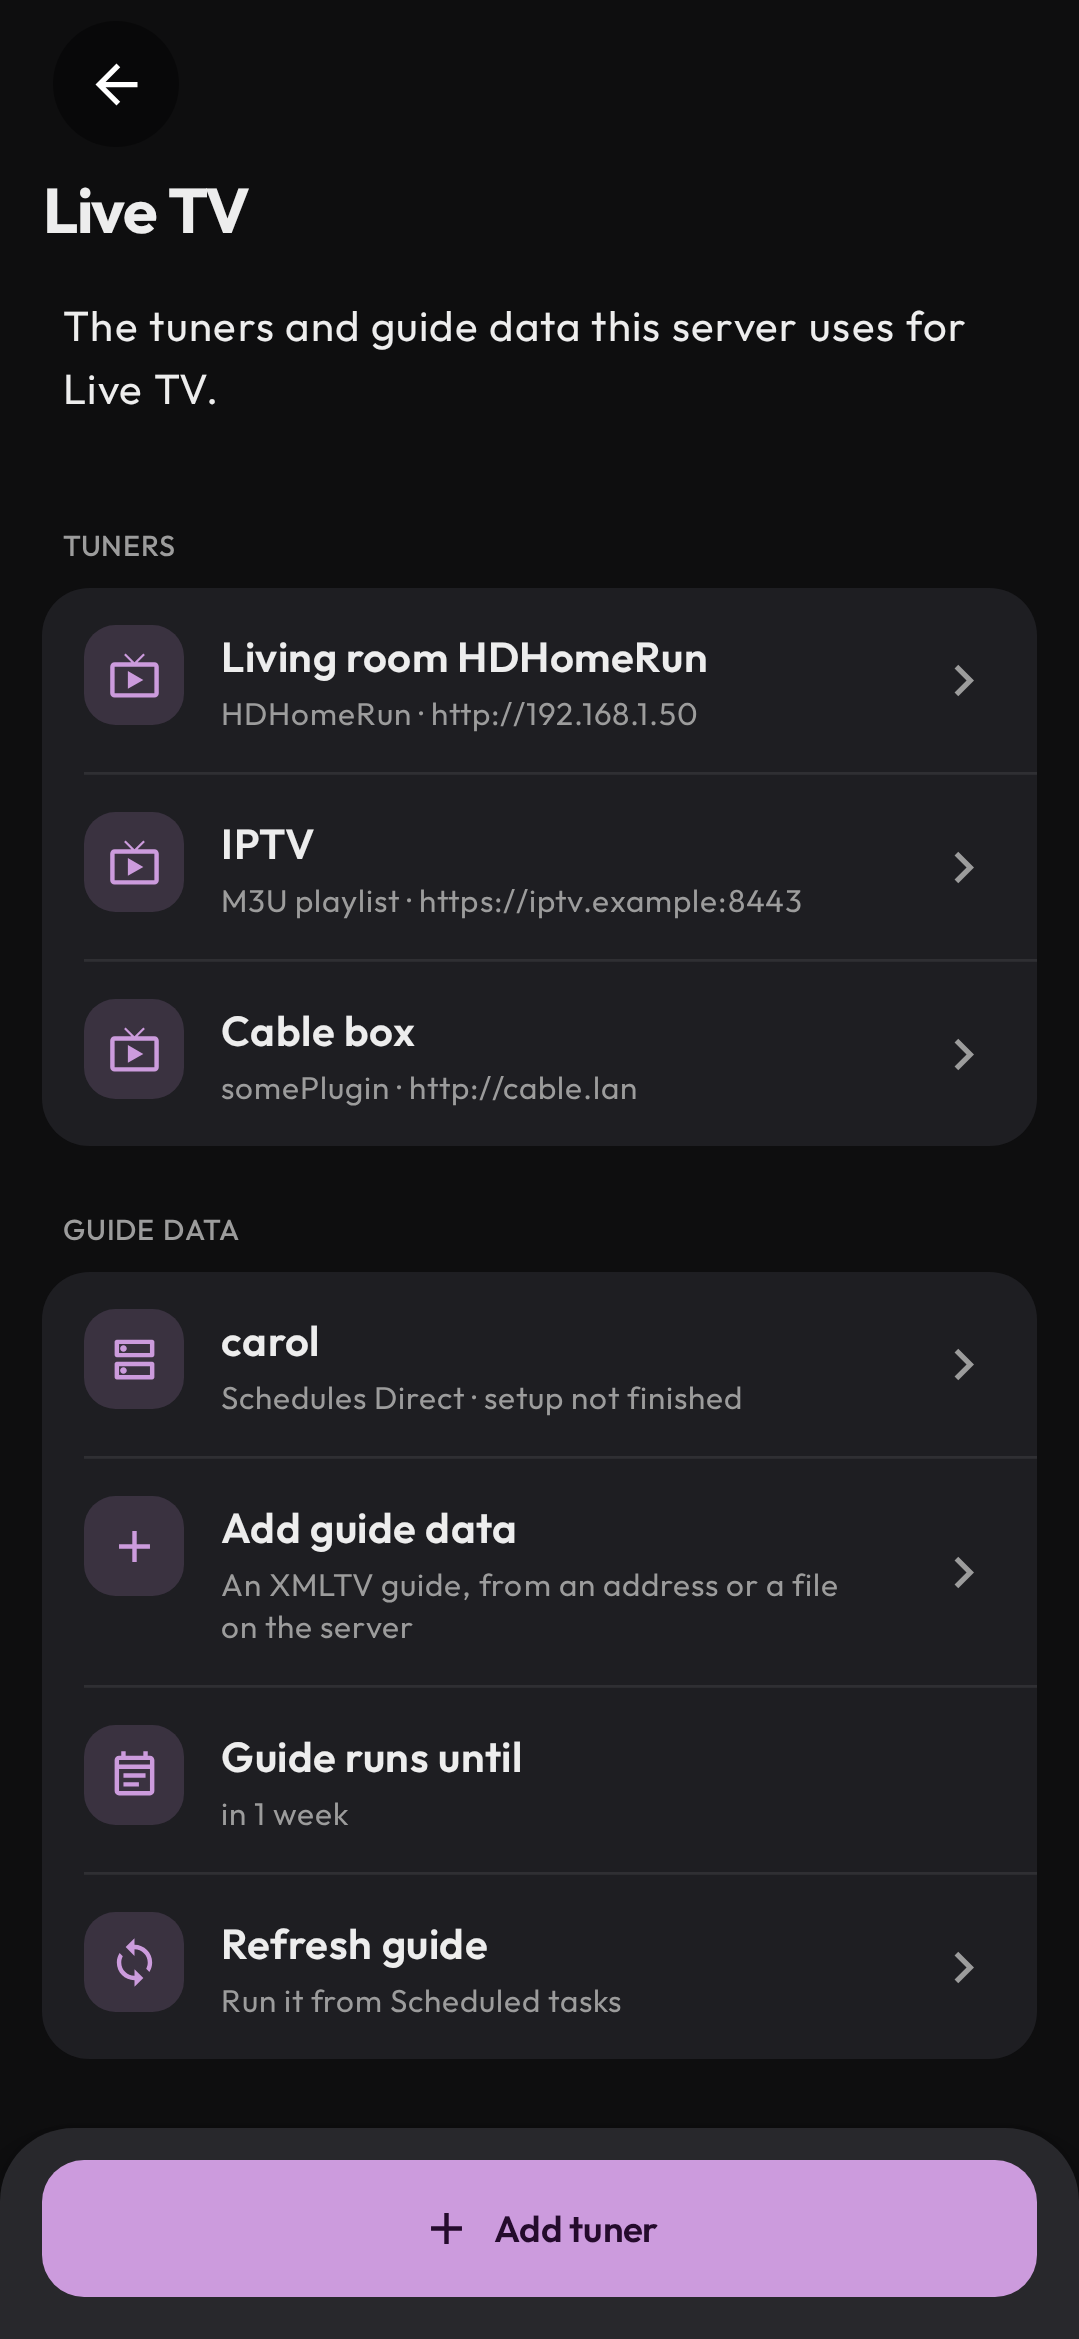 Live TV
The tuners and guide data this server uses for
Live TV.
TUNERS
Living room HDHomeRun
HDHomeRun · http://192.168.1.50
IPTV
M3U playlist · https://iptv.example:8443
Cable box
somePlugin · http://cable.lan
GUIDE DATA
carol
Schedules Direct · setup not finished
Add guide data
An XMLTV guide, from an address or a file
on the server
Guide runs until
in 1 week
Refresh guide
Run it from Scheduled tasks
Add tuner